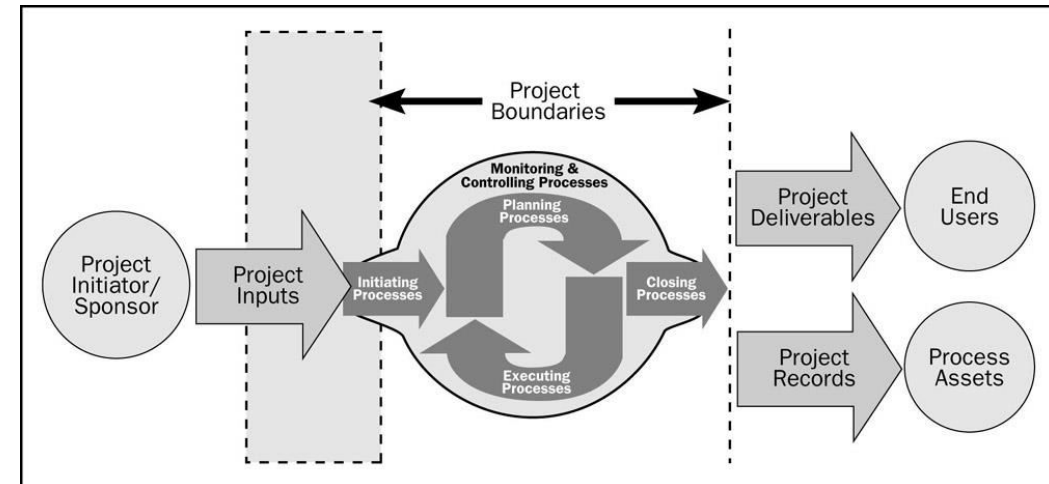 Project
Boundaries
Monitoring &
Controlling Processes
Planning
Processes
Project
Initiator/
Sponsor
Project
Inputs
Initiating
Processes
Closing
Processes
Executing
Processes
Project
Deliverables
End
Users
Project
Records
Process
Assets